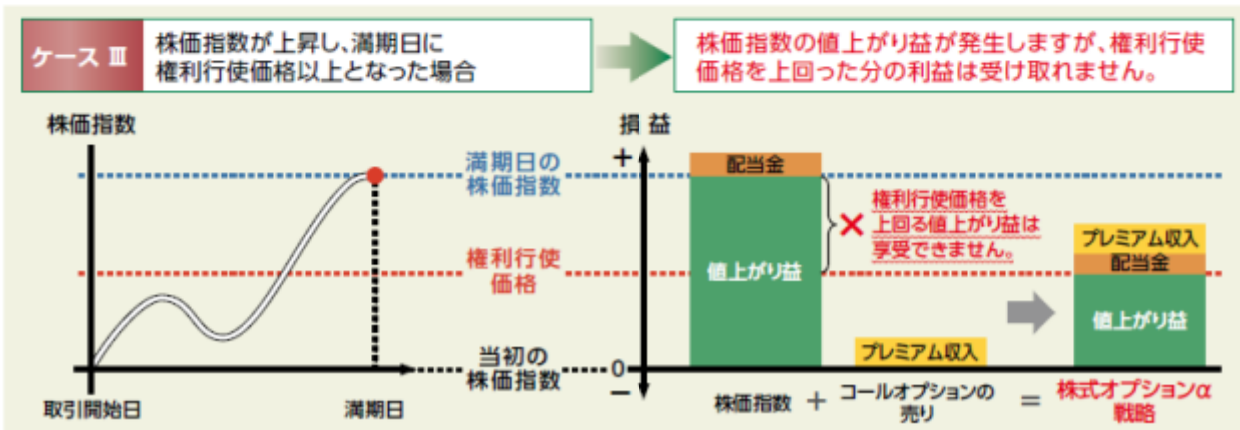 ケース Ⅲ
株価指数が上昇し、満期日に
権利行使価格以上となった場合
株価指数の値上がり益が発生しますが、権利行使
価格を上回った分の利益は受け取れません。
株価指数
満期日の
株価指数
権利行使
価格
当初の
株価指数
取引開始日
満期日
損 益
+
0
−
配当金
値上がり益
権利行使価格を
上回る値上がり益は
享受できません。
プレミアム収入
プレミアム収入
配当金
値上がり益
株価指数
+
コールオプションの
売り
=
株式オプションα
戦略